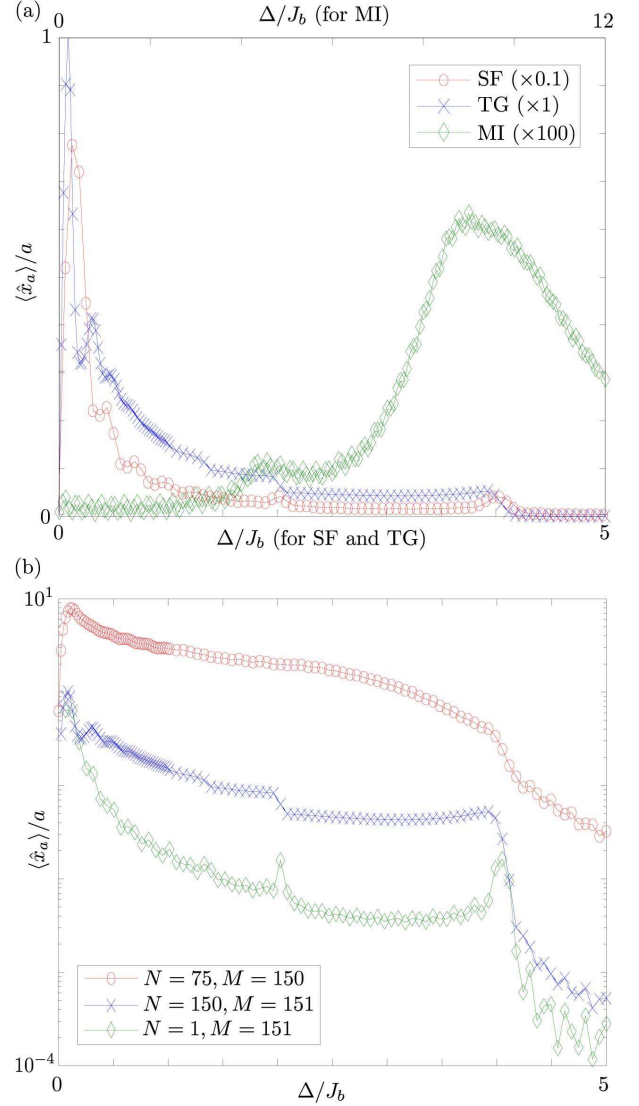 (a)
Δ/J_b (for MI)
12
1
SF (×0.1)
TG (×1)
MI (×100)
⟨x̂_a⟩/a
0
0
Δ/J_b (for SF and TG)
5
(b)
10^1
⟨x̂_a⟩/a
N = 75, M = 150
N = 150, M = 151
N = 1, M = 151
10^-4
0
Δ/J_b
5